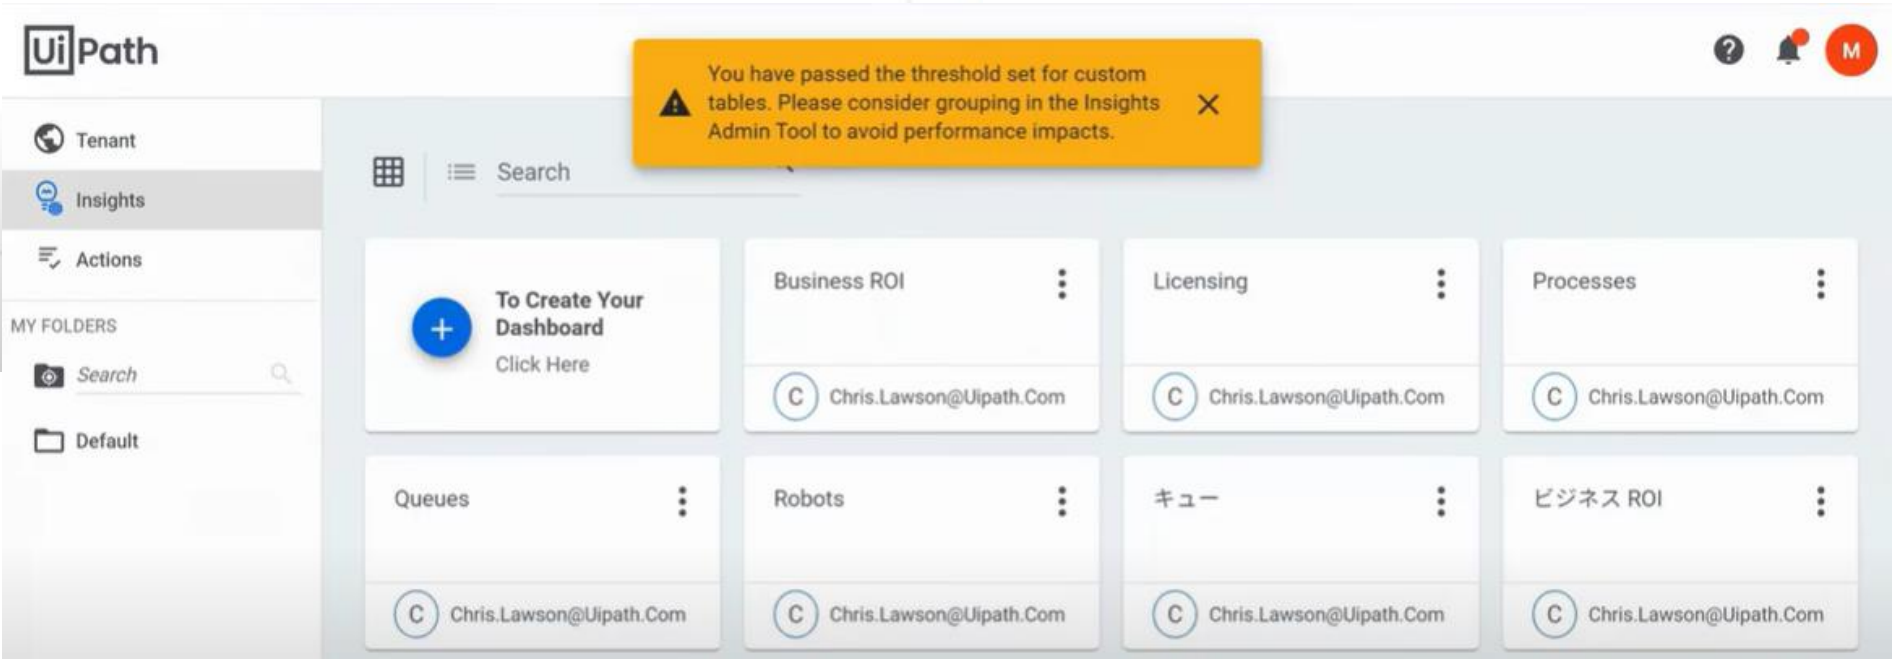 UiPath
You have passed the threshold set for custom
tables. Please consider grouping in the Insights
Admin Tool to avoid performance impacts.
M
Tenant
Insights
Actions
MY FOLDERS
Search
Default
Search
To Create Your
Dashboard
Click Here
Business ROI
C Chris.Lawson@Uipath.Com
Licensing
C Chris.Lawson@Uipath.Com
Processes
C Chris.Lawson@Uipath.Com
Queues
C Chris.Lawson@Uipath.Com
Robots
C Chris.Lawson@Uipath.Com
キュー
C Chris.Lawson@Uipath.Com
ビジネス ROI
C Chris.Lawson@Uipath.Com